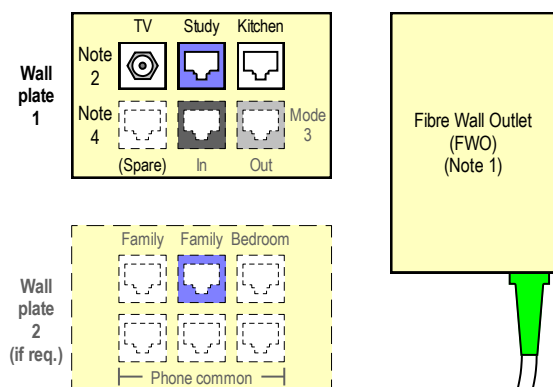 TV Study Kitchen
Wall plate 1
Note 2
Note 4
Mode 3
(Spare) In Out
Fibre Wall Outlet
(FWO)
(Note 1)
Family Family Bedroom
Wall
plate
2
(if req.)
Phone common